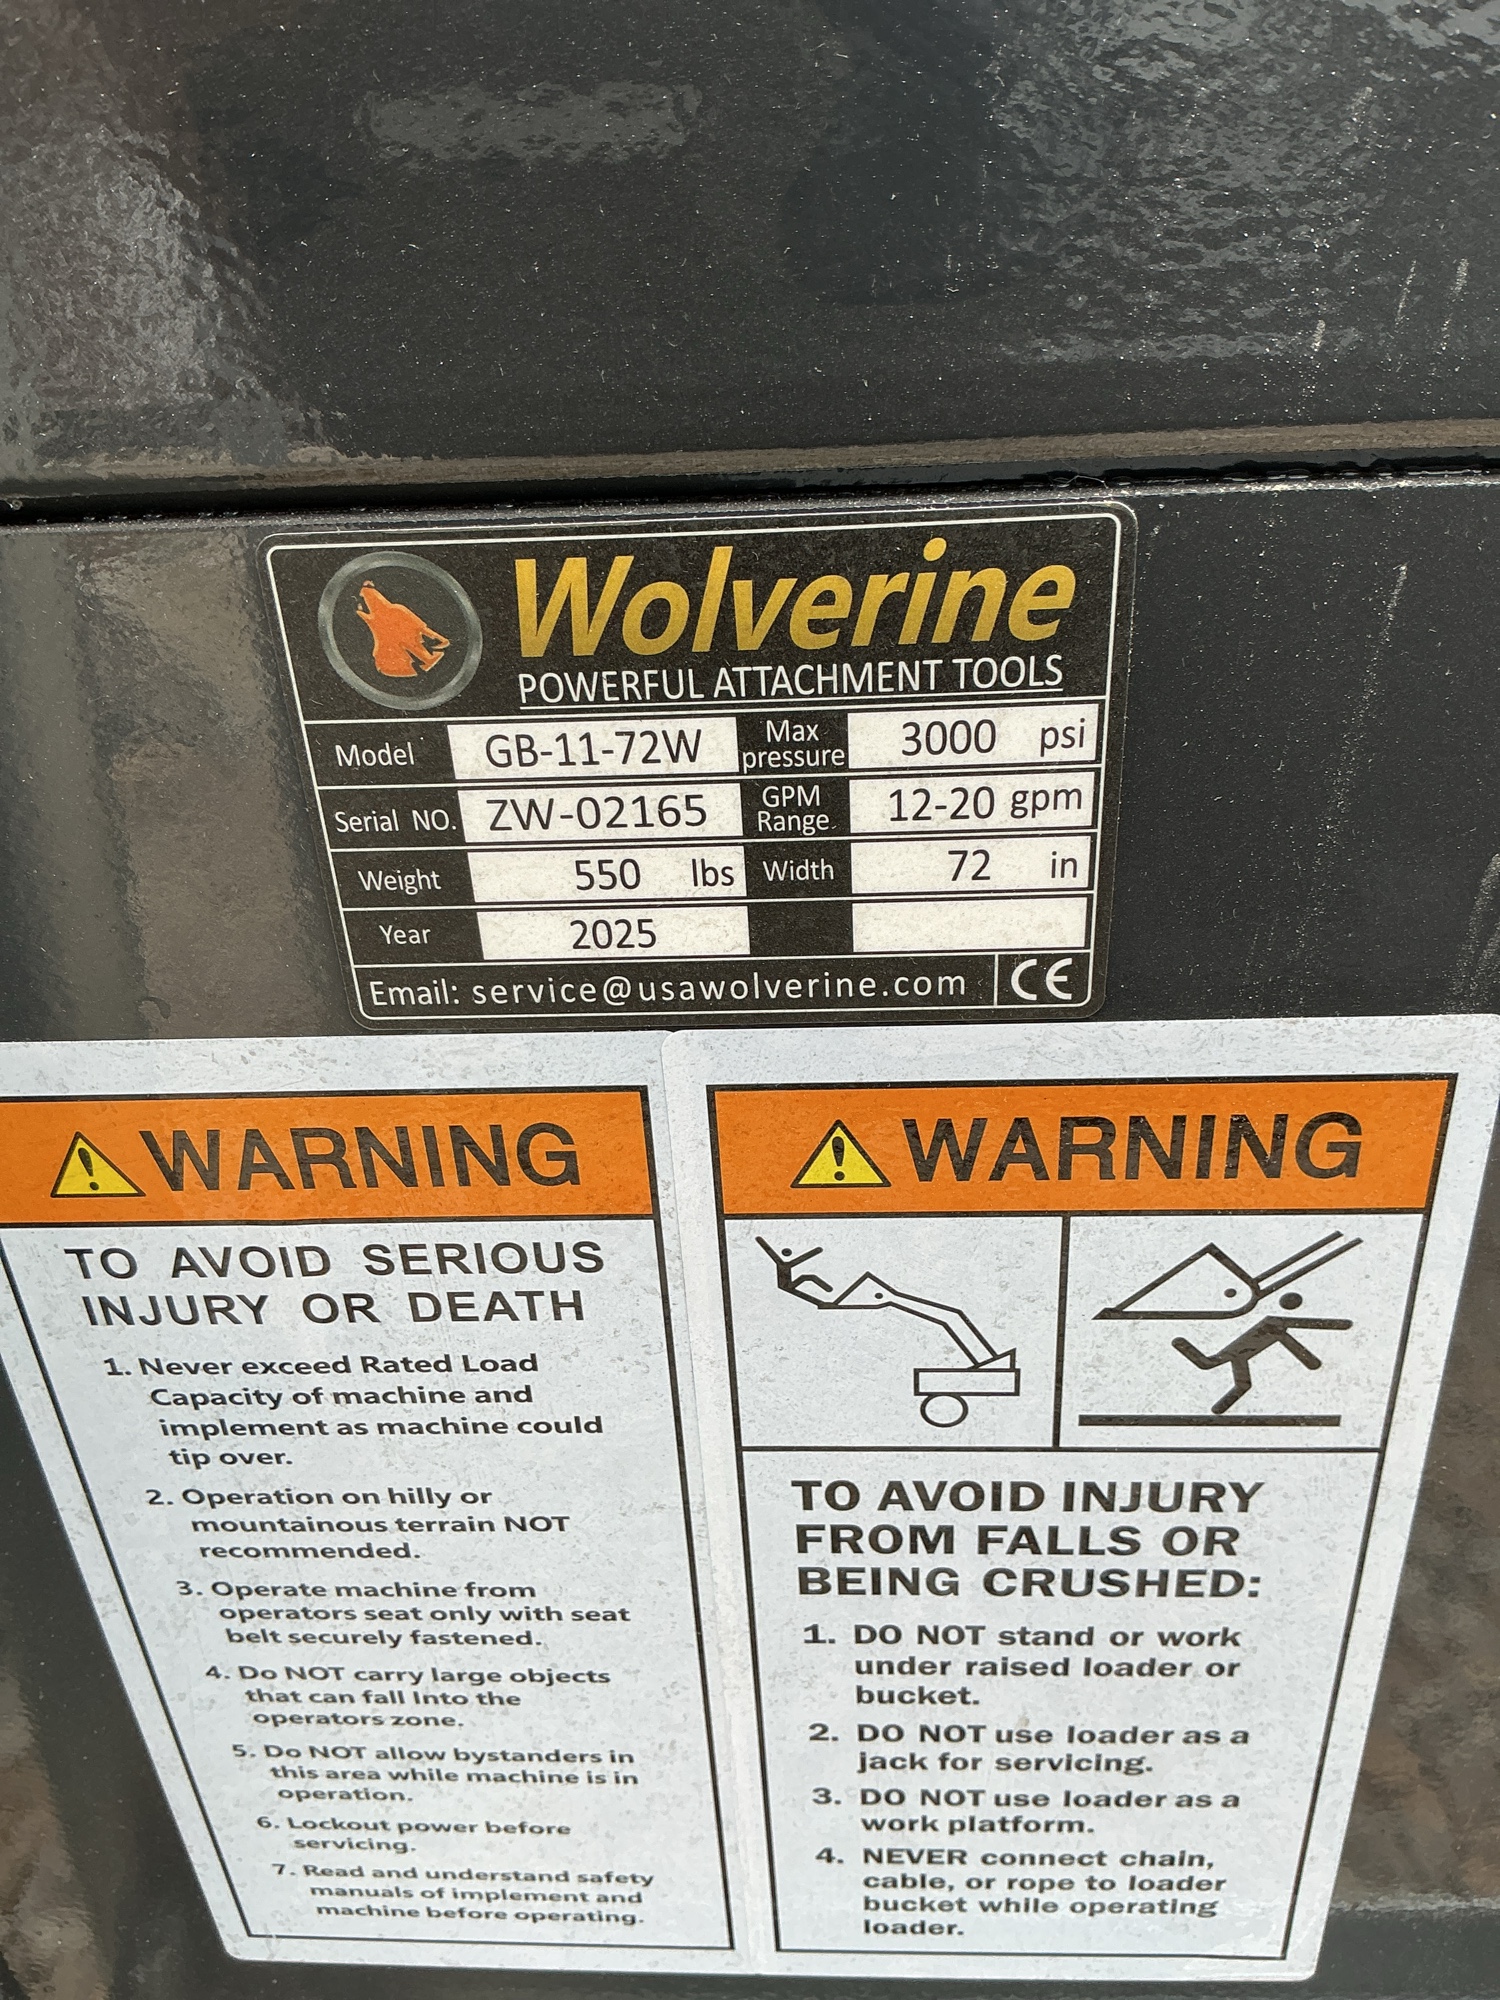 Wolverine
POWERFUL ATTACHMENT TOOLS
Model GB-11-72W Max pressure 3000 psi
Serial NO. ZW-02165 GPM Range 12-20 gpm
Weight 550 lbs Width 72 in
Year 2025
Email: service@usawolverine.com CE
WARNING
TO AVOID SERIOUS
INJURY OR DEATH
1. Never exceed Rated Load
Capacity of machine and
implement as machine could
tip over.
2. Operation on hilly or
mountainous terrain NOT
recommended.
3. Operate machine from
operators seat only with seat
belt securely fastened.
4. Do NOT carry large objects
that can fall Into the
operators zone.
5. Do NOT allow bystanders in
this area while machine is in
operation.
6. Lockout power before
servicing.
7. Read and understand safety
manuals of implement and
machine before operating.
WARNING
TO AVOID INJURY
FROM FALLS OR
BEING CRUSHED:
1. DO NOT stand or work
under raised loader or
bucket.
2. DO NOT use loader as a
jack for servicing.
3. DO NOT use loader as a
work platform.
4. NEVER connect chain,
cable, or rope to loader
bucket while operating
loader.